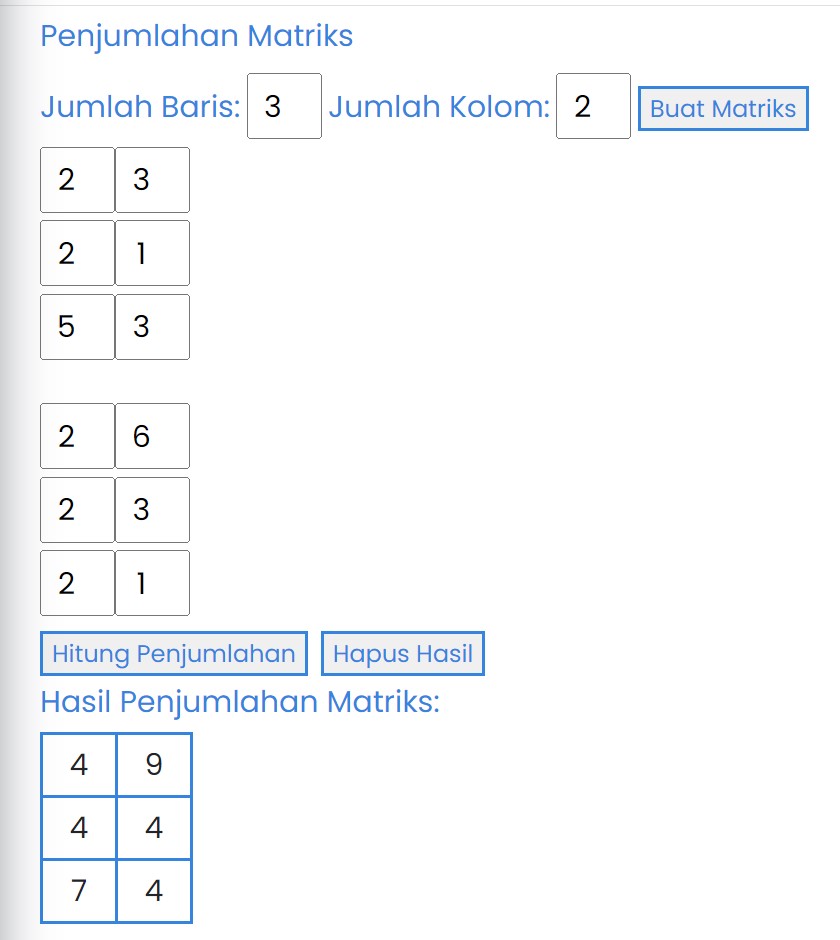 Penjumlahan Matriks
Jumlah Baris: 3 Jumlah Kolom: 2 Buat Matriks
2 3
2 1
5 3
2 6
2 3
2 1
Hitung Penjumlahan Hapus Hasil
Hasil Penjumlahan Matriks:
4 9
4 4
7 4